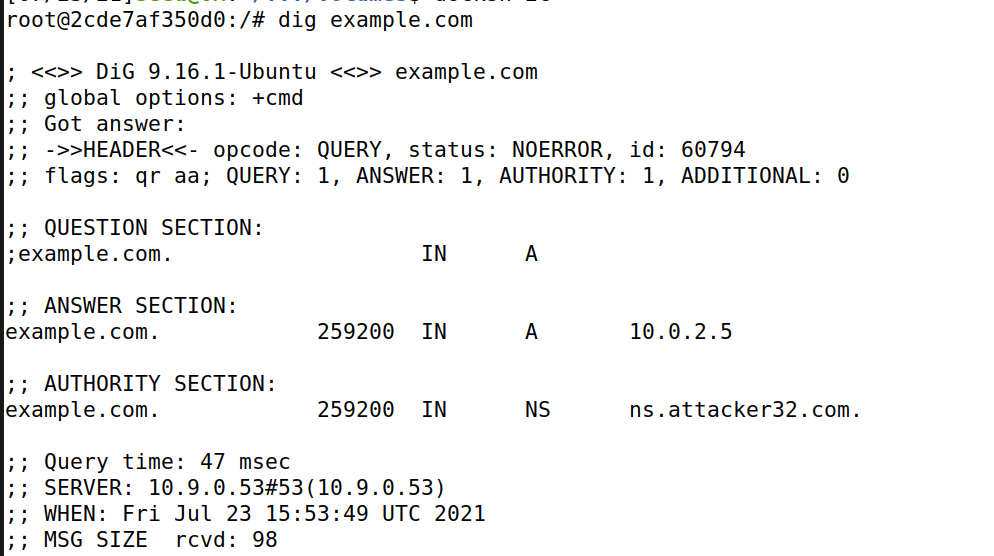 root@2cde7af350d0:/# dig example.com
; <<>> DiG 9.16.1-Ubuntu <<>> example.com
;; global options: +cmd
;; Got answer:
;; ->>HEADER<<- opcode: QUERY, status: NOERROR, id: 60794
;; flags: qr aa; QUERY: 1, ANSWER: 1, AUTHORITY: 1, ADDITIONAL: 0
;; QUESTION SECTION:
;example.com. IN A
;; ANSWER SECTION:
example.com. 259200 IN A 10.0.2.5
;; AUTHORITY SECTION:
example.com. 259200 IN NS ns.attacker32.com.
;; Query time: 47 msec
;; SERVER: 10.9.0.53#53(10.9.0.53)
;; WHEN: Fri Jul 23 15:53:49 UTC 2021
;; MSG SIZE rcvd: 98